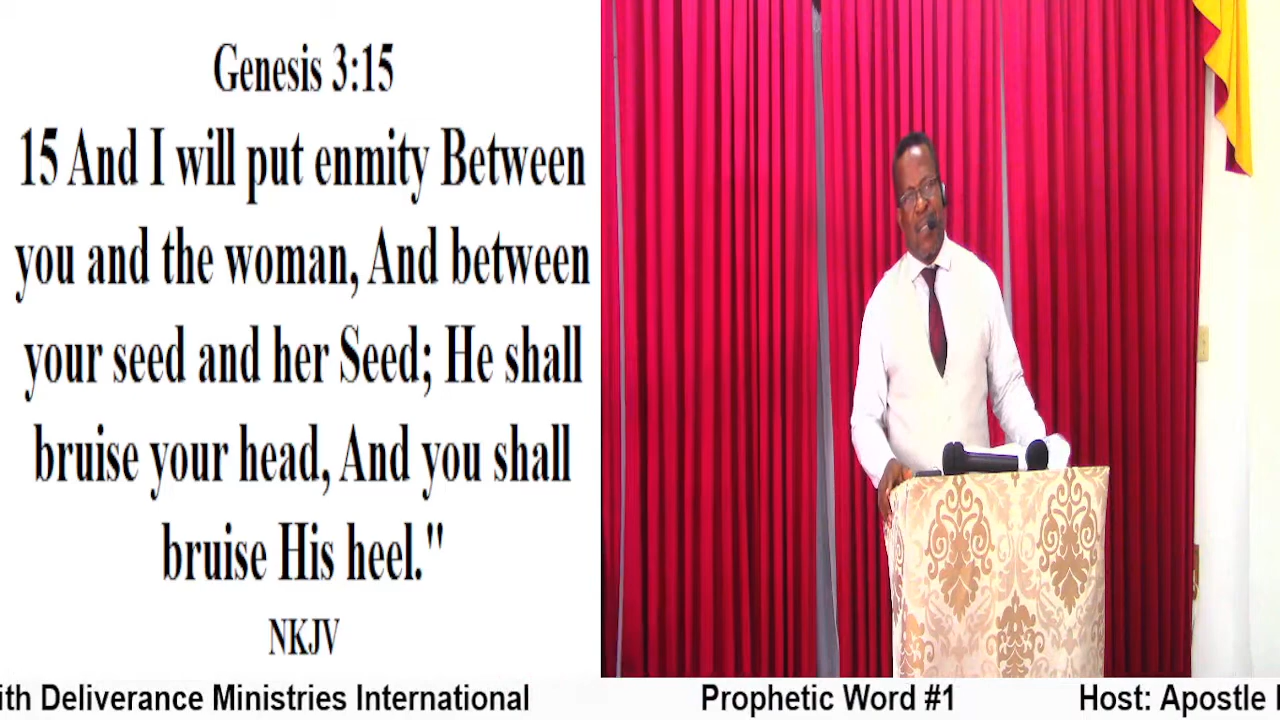 Genesis 3:15
15 And I will put enmity Between
you and the woman, And between
your seed and her Seed; He shall
bruise your head, And you shall
bruise His heel."
NKJV
Deliverance Ministries International Prophetic Word #1 Host: Apostle